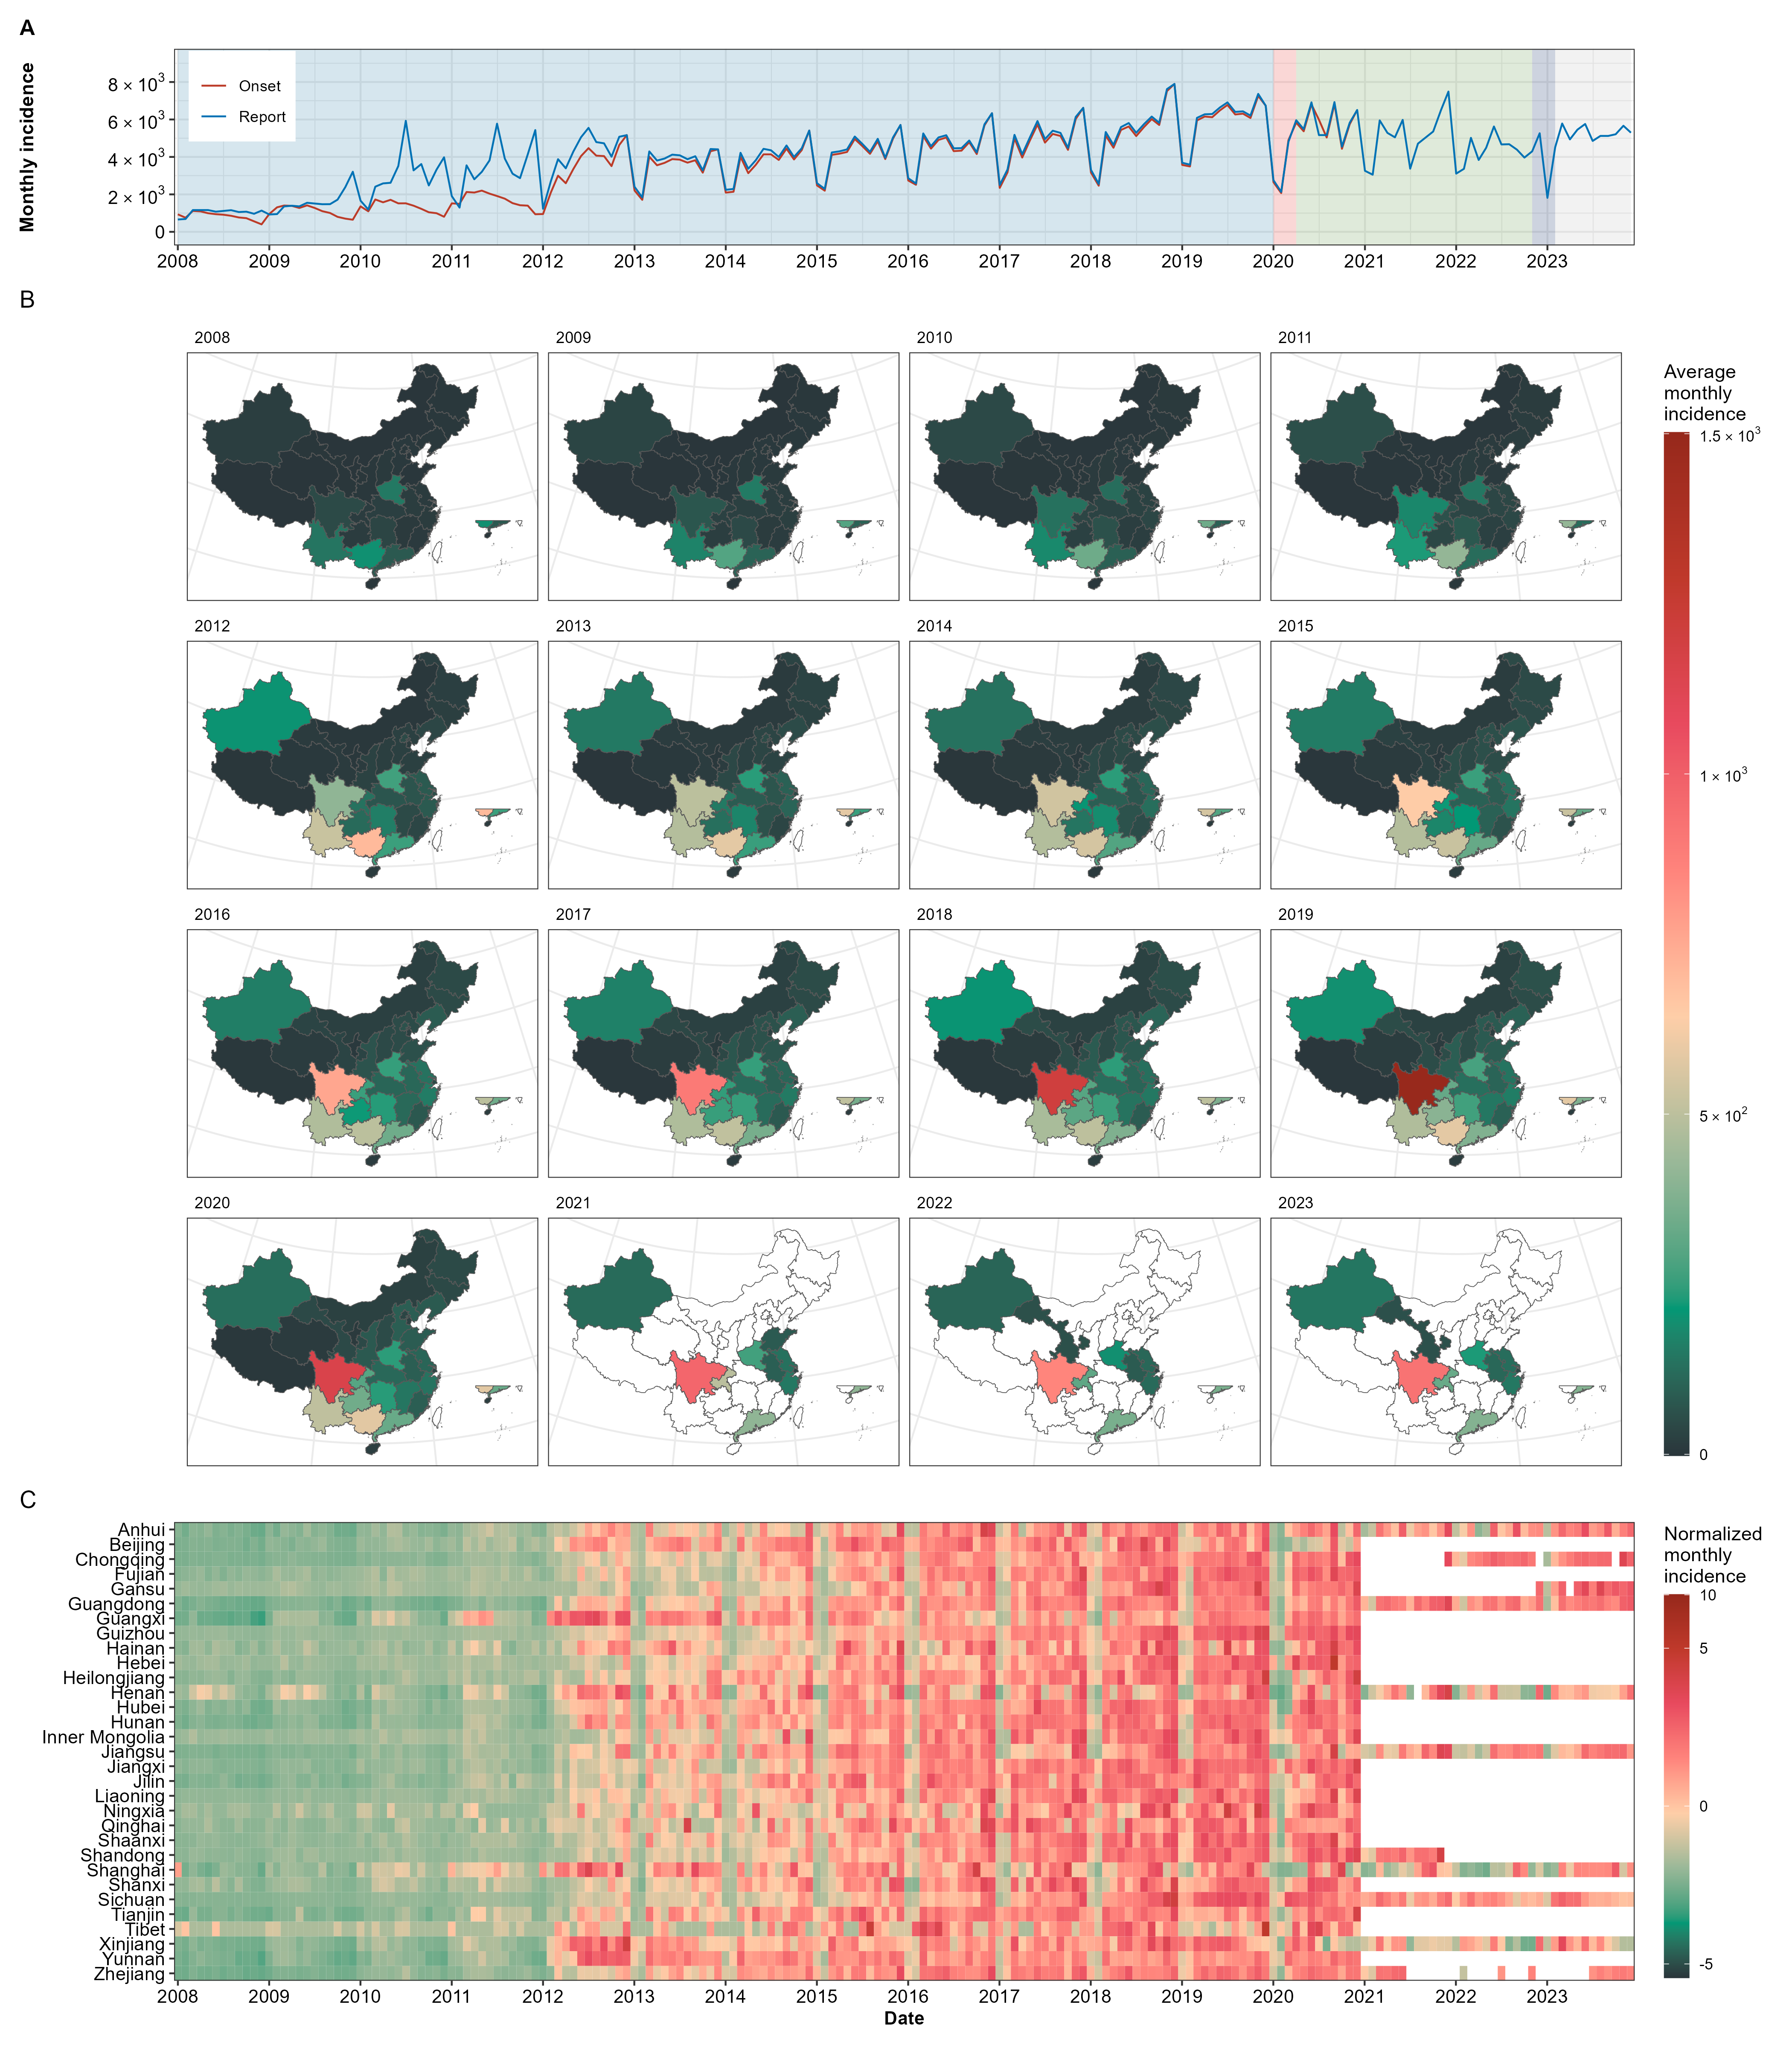 A
Monthly incidence
8 × 10³
6 × 10³
4 × 10³
2 × 10³
0
Onset
Report
2008 2009 2010 2011 2012 2013 2014 2015 2016 2017 2018 2019 2020 2021 2022 2023
B
2008 2009 2010 2011
2012 2013 2014 2015
2016 2017 2018 2019
2020 2021 2022 2023
Average
monthly
incidence
1.5 × 10³
1 × 10³
5 × 10²
0
C
Anhui
Beijing
Chongqing
Fujian
Gansu
Guangdong
Guangxi
Guizhou
Hainan
Hebei
Heilongjiang
Henan
Hubei
Hunan
Inner Mongolia
Jiangsu
Jiangxi
Jilin
Liaoning
Ningxia
Qinghai
Shaanxi
Shandong
Shanghai
Shanxi
Sichuan
Tianjin
Tibet
Xinjiang
Yunnan
Zhejiang
2008 2009 2010 2011 2012 2013 2014 2015 2016 2017 2018 2019 2020 2021 2022 2023
Date
Normalized
monthly
incidence
10
5
0
-5